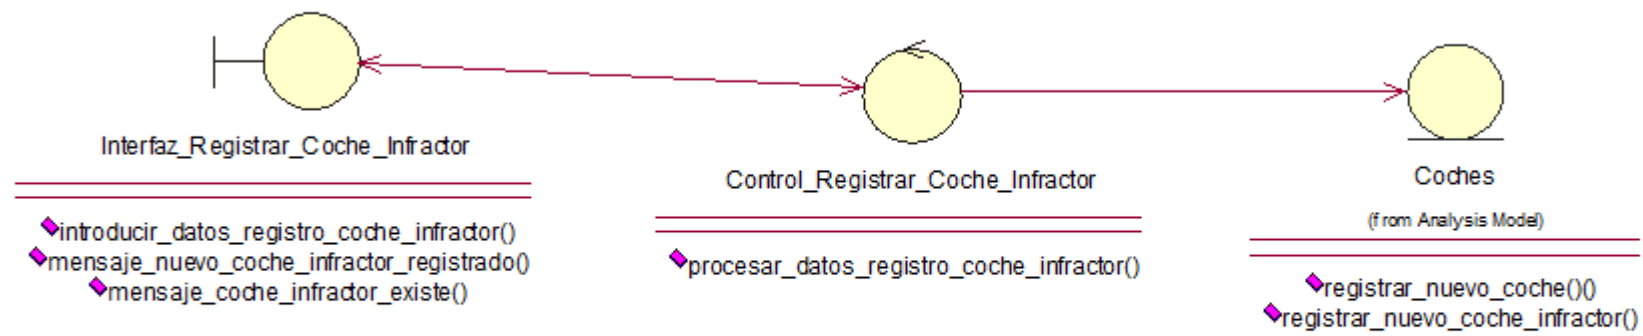 Interfaz_Registrar_Coche_Infractor
introducir_datos_registro_coche_infractor()
mensaje_nuevo_coche_infractor_registrado()
mensaje_coche_infractor_existe()
Control_Registrar_Coche_Infractor
procesar_datos_registro_coche_infractor()
Coches
(from Analysis Model)
registrar_nuevo_coche()()
registrar_nuevo_coche_infractor()